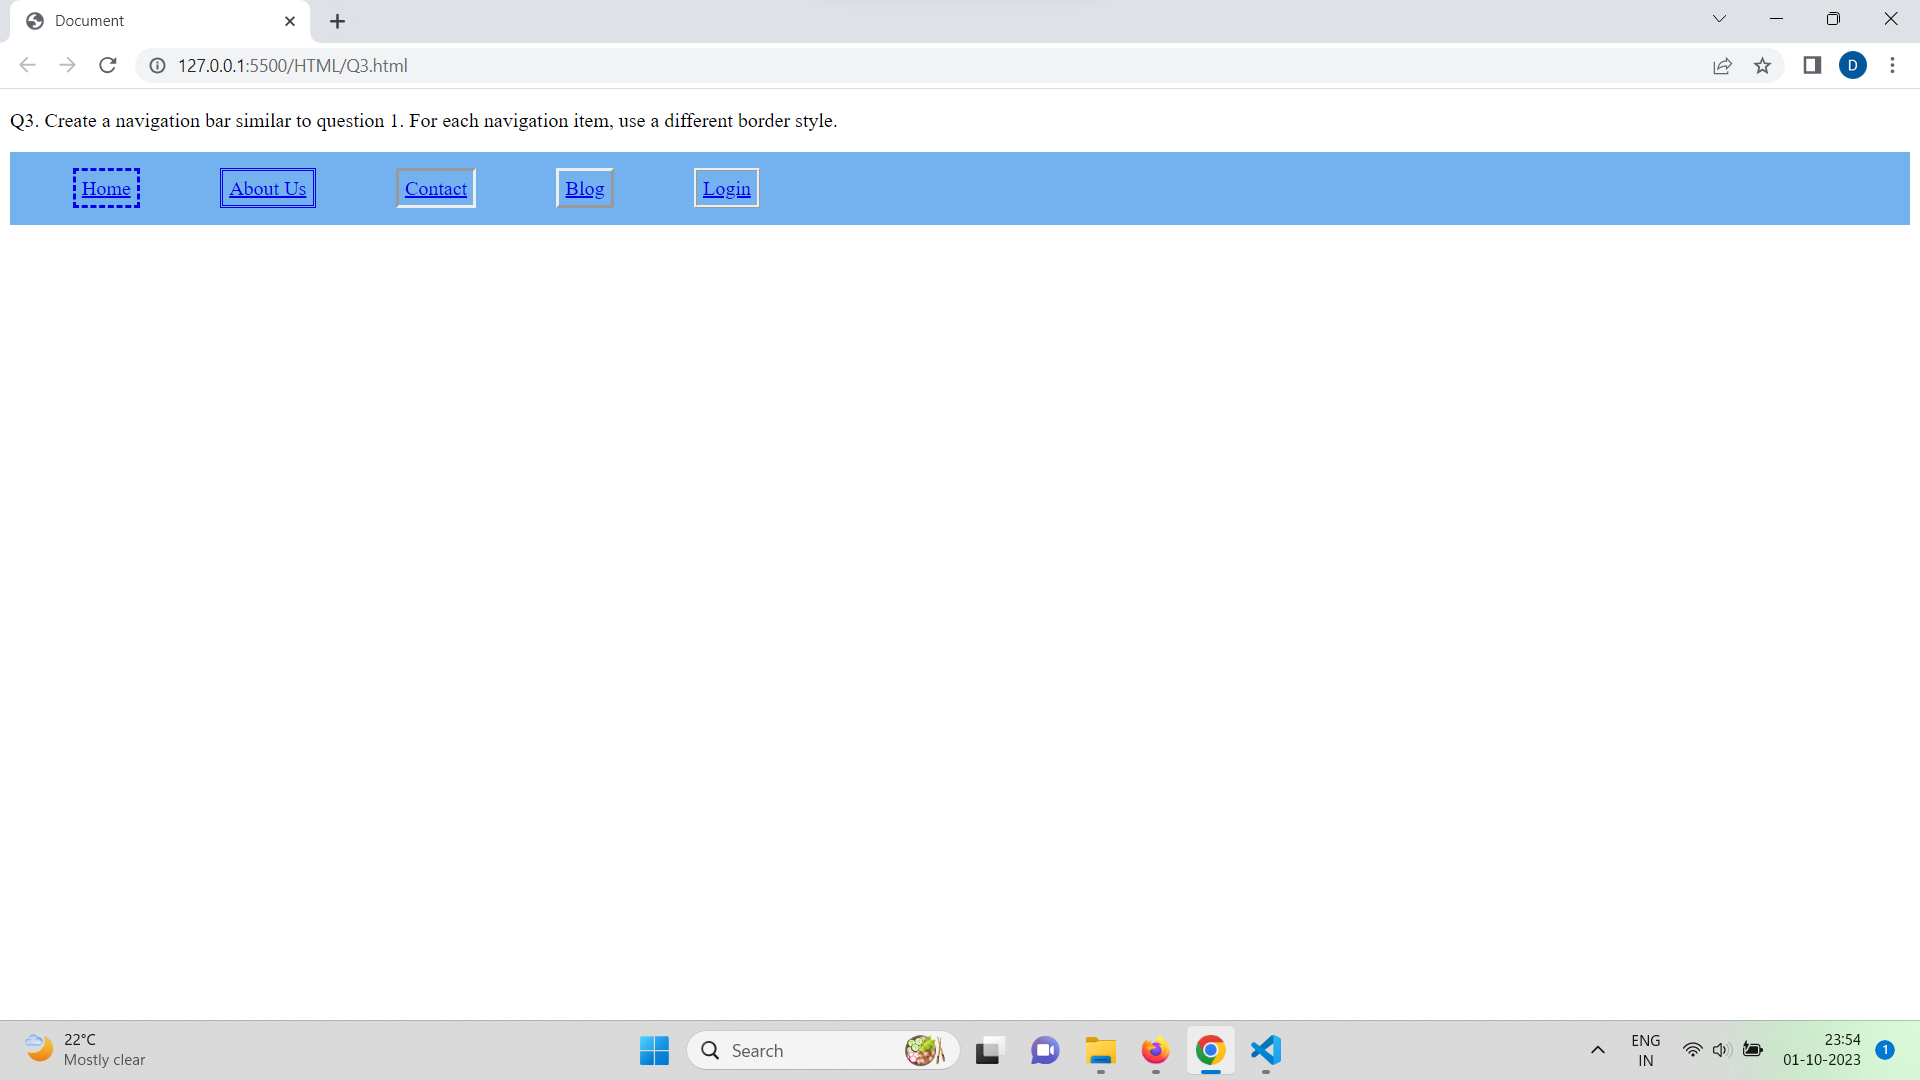 Document
127.0.0.1:5500/HTML/Q3.html
D
Q3. Create a navigation bar similar to question 1. For each navigation item, use a different border style.
Home About Us Contact Blog Login
22°C
Mostly clear
Search
ENG
IN
23:54
01-10-2023
1